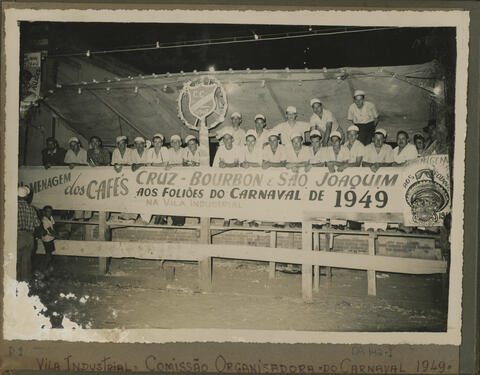 HOMENAGEM dos CAFÉS CRUZ - BOURBON E SÃO JOAQUIM
AOS FOLIÕES DO CARNAVAL DE 1949
NA VILA INDUSTRIAL
VILA INDUSTRIAL. COMISSÃO ORGANISADORA DO CARNAVAL 1949.